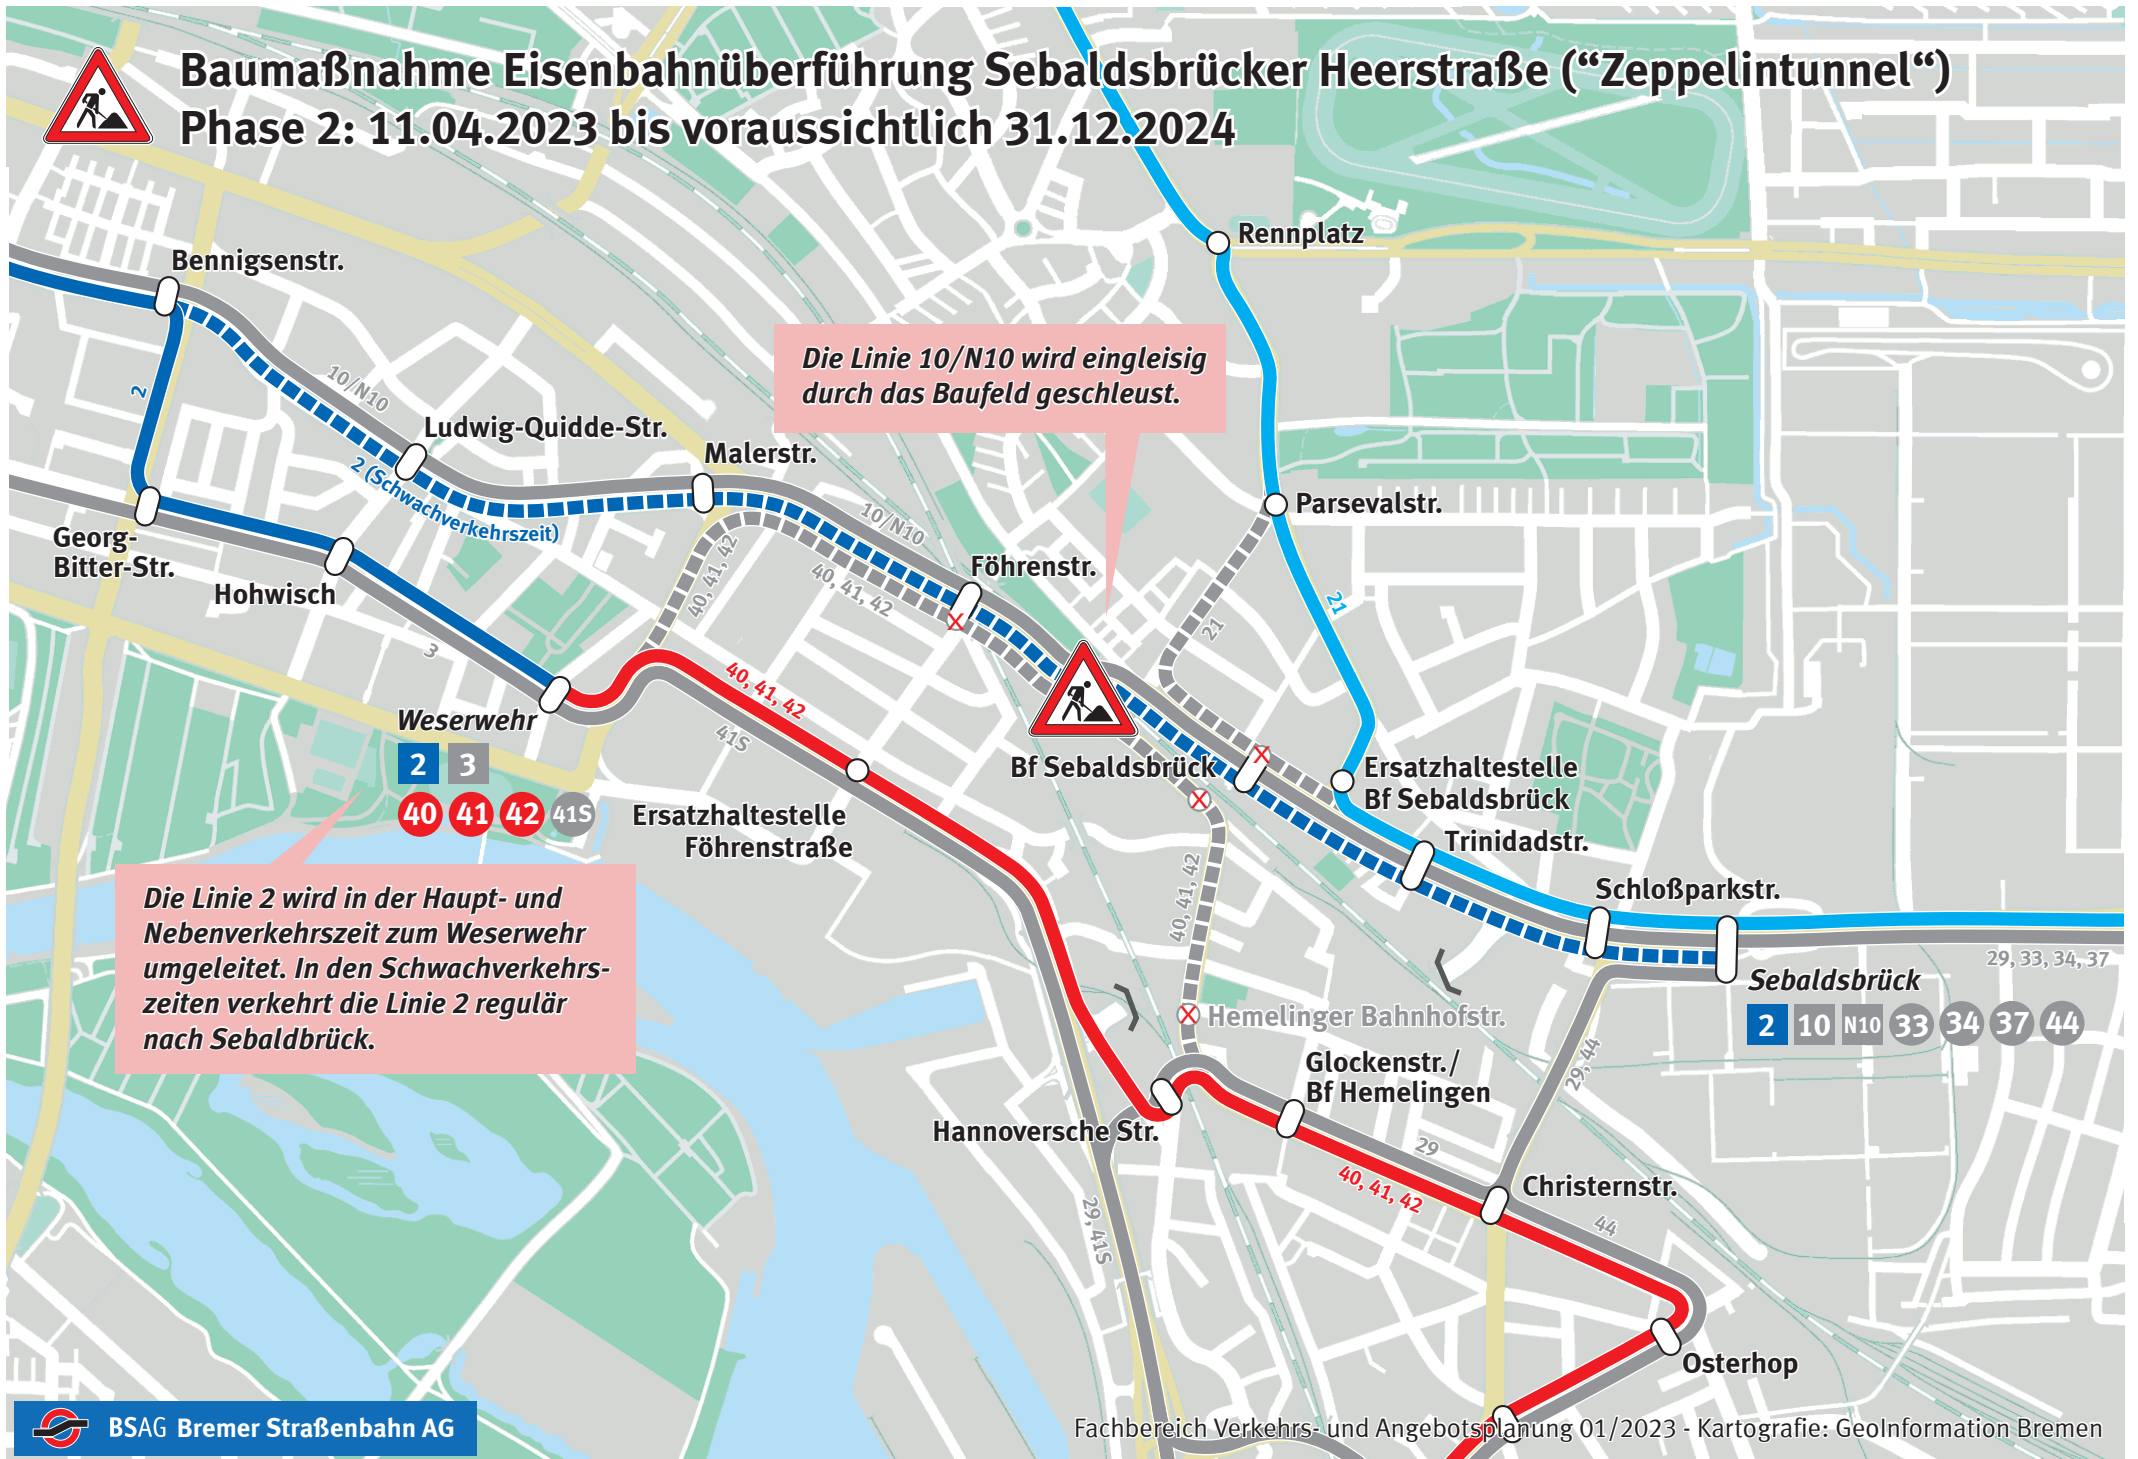 Baumaßnahme Eisenbahnüberführung Sebaldsbrücker Heerstraße (“Zeppelintunnel“)
Phase 2: 11.04.2023 bis voraussichtlich 31.12.2024
Rennplatz
Bennigsenstr.
Die Linie 10/N10 wird eingleisig
durch das Baufeld geschleust.
2
10/N10
Ludwig-Quidde-Str.
Malerstr.
2 (Schwachverkehrszeit)
10/N10
Parsevalstr.
Georg-
Bitter-Str.
Hohwisch
40, 41, 42
40, 41, 42
Föhrenstr.
21
21
3
40, 41, 42
41S
Weserwehr
2 3
40 41 42 41S
Bf Sebaldsbrück
Ersatzhaltestelle
Bf Sebaldsbrück
Ersatzhaltestelle
Föhrenstraße
Trinidadstr.
Schloßparkstr.
40, 41, 42
Die Linie 2 wird in der Haupt- und
Nebenverkehrszeit zum Weserwehr
umgeleitet. In den Schwachverkehrs-
zeiten verkehrt die Linie 2 regulär
nach Sebaldbrück.
29, 33, 34, 37
Sebaldsbrück
2 10 N10 33 34 37 44
Hemelinger Bahnhofstr.
Glockenstr./
Bf Hemelingen
29, 44
Hannoversche Str.
29
40, 41, 42
Christernstr.
44
29, 41S
Osterhop
BSAG Bremer Straßenbahn AG
Fachbereich Verkehrs- und Angebotsplanung 01/2023 - Kartografie: GeoInformation Bremen